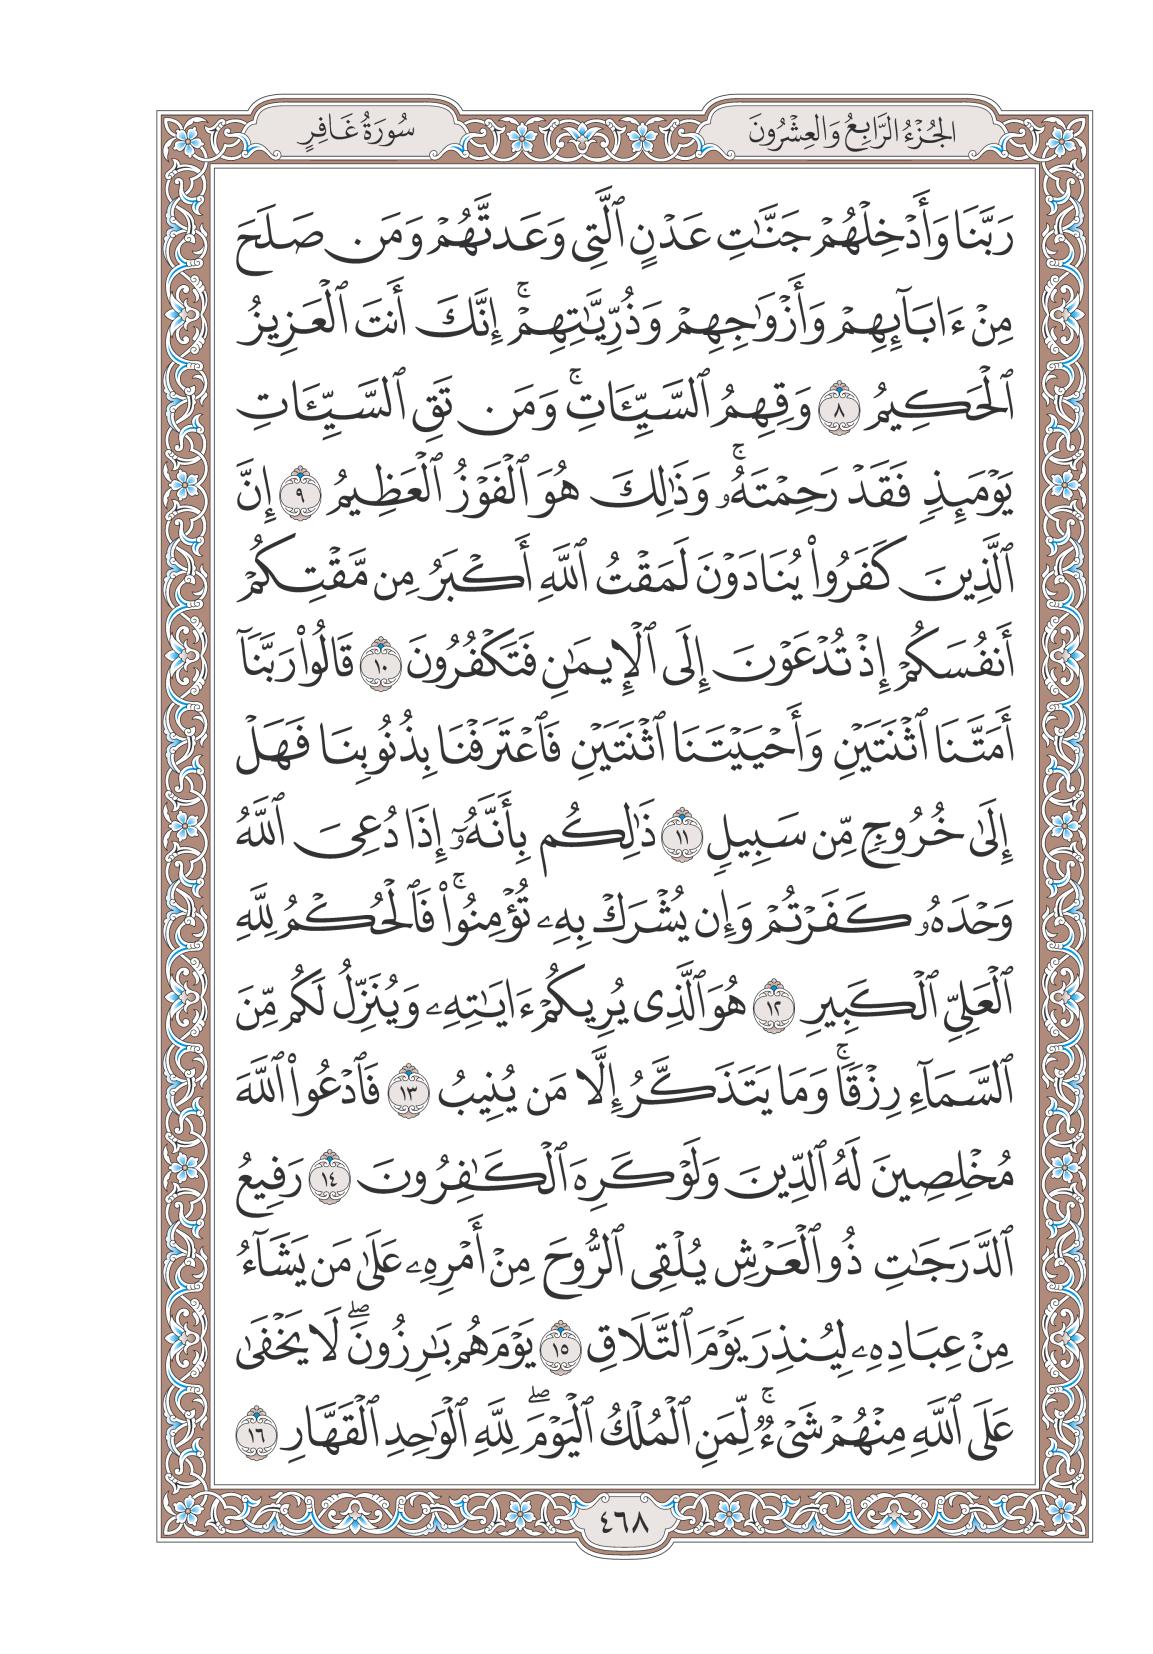 الجُزْءُ الرَّابِعُ وَالعِشْرُونَ
سُورَةُ غَافِرٍ
رَبَّنَا وَأَدۡخِلۡهُمۡ جَنَّٰتِ عَدۡنٍ ٱلَّتِي وَعَدتَّهُمۡ وَمَن صَلَحَ
مِنۡ ءَابَآئِهِمۡ وَأَزۡوَٰجِهِمۡ وَذُرِّيَّٰتِهِمۡۚ إِنَّكَ أَنتَ ٱلۡعَزِيزُ
ٱلۡحَكِيمُ ٨ وَقِهِمُ ٱلسَّيِّـَٔاتِۚ وَمَن تَقِ ٱلسَّيِّـَٔاتِ
يَوۡمَئِذٖ فَقَدۡ رَحِمۡتَهُۥۚ وَذَٰلِكَ هُوَ ٱلۡفَوۡزُ ٱلۡعَظِيمُ ٩ إِنَّ
ٱلَّذِينَ كَفَرُواْ يُنَادَوۡنَ لَمَقۡتُ ٱللَّهِ أَكۡبَرُ مِن مَّقۡتِكُمۡ
أَنفُسَكُمۡ إِذۡ تُدۡعَوۡنَ إِلَى ٱلۡإِيمَٰنِ فَتَكۡفُرُونَ ١٠ قَالُواْ رَبَّنَآ
أَمَتَّنَا ٱثۡنَتَيۡنِ وَأَحۡيَيۡتَنَا ٱثۡنَتَيۡنِ فَٱعۡتَرَفۡنَا بِذُنُوبِنَا فَهَلۡ
إِلَىٰ خُرُوجٖ مِّن سَبِيلٖ ١١ ذَٰلِكُم بِأَنَّهُۥٓ إِذَا دُعِيَ ٱللَّهُ
وَحۡدَهُۥ كَفَرۡتُمۡ وَإِن يُشۡرَكۡ بِهِۦ تُؤۡمِنُواْۚ فَٱلۡحُكۡمُ لِلَّهِ
ٱلۡعَلِيِّ ٱلۡكَبِيرِ ١٢ هُوَ ٱلَّذِي يُرِيكُمۡ ءَايَٰتِهِۦ وَيُنَزِّلُ لَكُم مِّنَ
ٱلسَّمَآءِ رِزۡقٗاۚ وَمَا يَتَذَكَّرُ إِلَّا مَن يُنِيبُ ١٣ فَٱدۡعُواْ ٱللَّهَ
مُخۡلِصِينَ لَهُ ٱلدِّينَ وَلَوۡ كَرِهَ ٱلۡكَٰفِرُونَ ١٤ رَفِيعُ
ٱلدَّرَجَٰتِ ذُو ٱلۡعَرۡشِ يُلۡقِي ٱلرُّوحَ مِنۡ أَمۡرِهِۦ عَلَىٰ مَن يَشَآءُ
مِنۡ عِبَادِهِۦ لِيُنذِرَ يَوۡمَ ٱلتَّلَاقِ ١٥ يَوۡمَ هُم بَٰرِزُونَۖ لَا يَخۡفَىٰ
عَلَى ٱللَّهِ مِنۡهُمۡ شَيۡءٞۚ لِّمَنِ ٱلۡمُلۡكُ ٱلۡيَوۡمَۖ لِلَّهِ ٱلۡوَٰحِدِ ٱلۡقَهَّارِ ١٦
٤٦٨